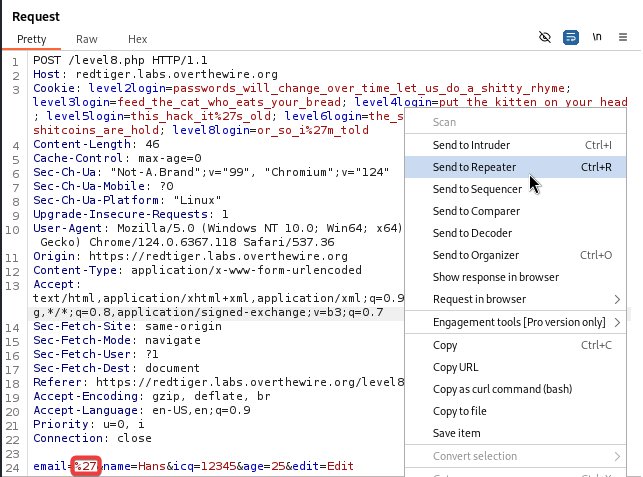 Request
Pretty Raw Hex
\n
1 POST /level8.php HTTP/1.1
2 Host: redtiger.labs.overthewire.org
3 Cookie: level2login=passwords_will_change_over_time_let_us_do_a_shitty_rhyme;
level3login=feed_the_cat_who_eats_your_bread; level4login=put_the_kitten_on_your_head
; level5login=this_hack_it%27s_old; level6login=the_s
shitcoins_are_hold; level8login=or_so_i%27m_told
4 Content-Length: 46
5 Cache-Control: max-age=0
6 Sec-Ch-Ua: "Not-A.Brand";v="99", "Chromium";v="124"
7 Sec-Ch-Ua-Mobile: ?0
8 Sec-Ch-Ua-Platform: "Linux"
9 Upgrade-Insecure-Requests: 1
10 User-Agent: Mozilla/5.0 (Windows NT 10.0; Win64; x64)
Gecko) Chrome/124.0.6367.118 Safari/537.36
11 Origin: https://redtiger.labs.overthewire.org
12 Content-Type: application/x-www-form-urlencoded
13 Accept:
text/html,application/xhtml+xml,application/xml;q=0.9
g,*/*;q=0.8,application/signed-exchange;v=b3;q=0.7
14 Sec-Fetch-Site: same-origin
15 Sec-Fetch-Mode: navigate
16 Sec-Fetch-User: ?1
17 Sec-Fetch-Dest: document
18 Referer: https://redtiger.labs.overthewire.org/level8
19 Accept-Encoding: gzip, deflate, br
20 Accept-Language: en-US,en;q=0.9
21 Priority: u=0, i
22 Connection: close
23
24 email=%27&name=Hans&icq=12345&age=25&edit=Edit
Scan
Send to Intruder Ctrl+I
Send to Repeater Ctrl+R
Send to Sequencer
Send to Comparer
Send to Decoder
Send to Organizer Ctrl+O
Show response in browser
Request in browser
Engagement tools [Pro version only]
Copy Ctrl+C
Copy URL
Copy as curl command (bash)
Copy to file
Save item
Convert selection